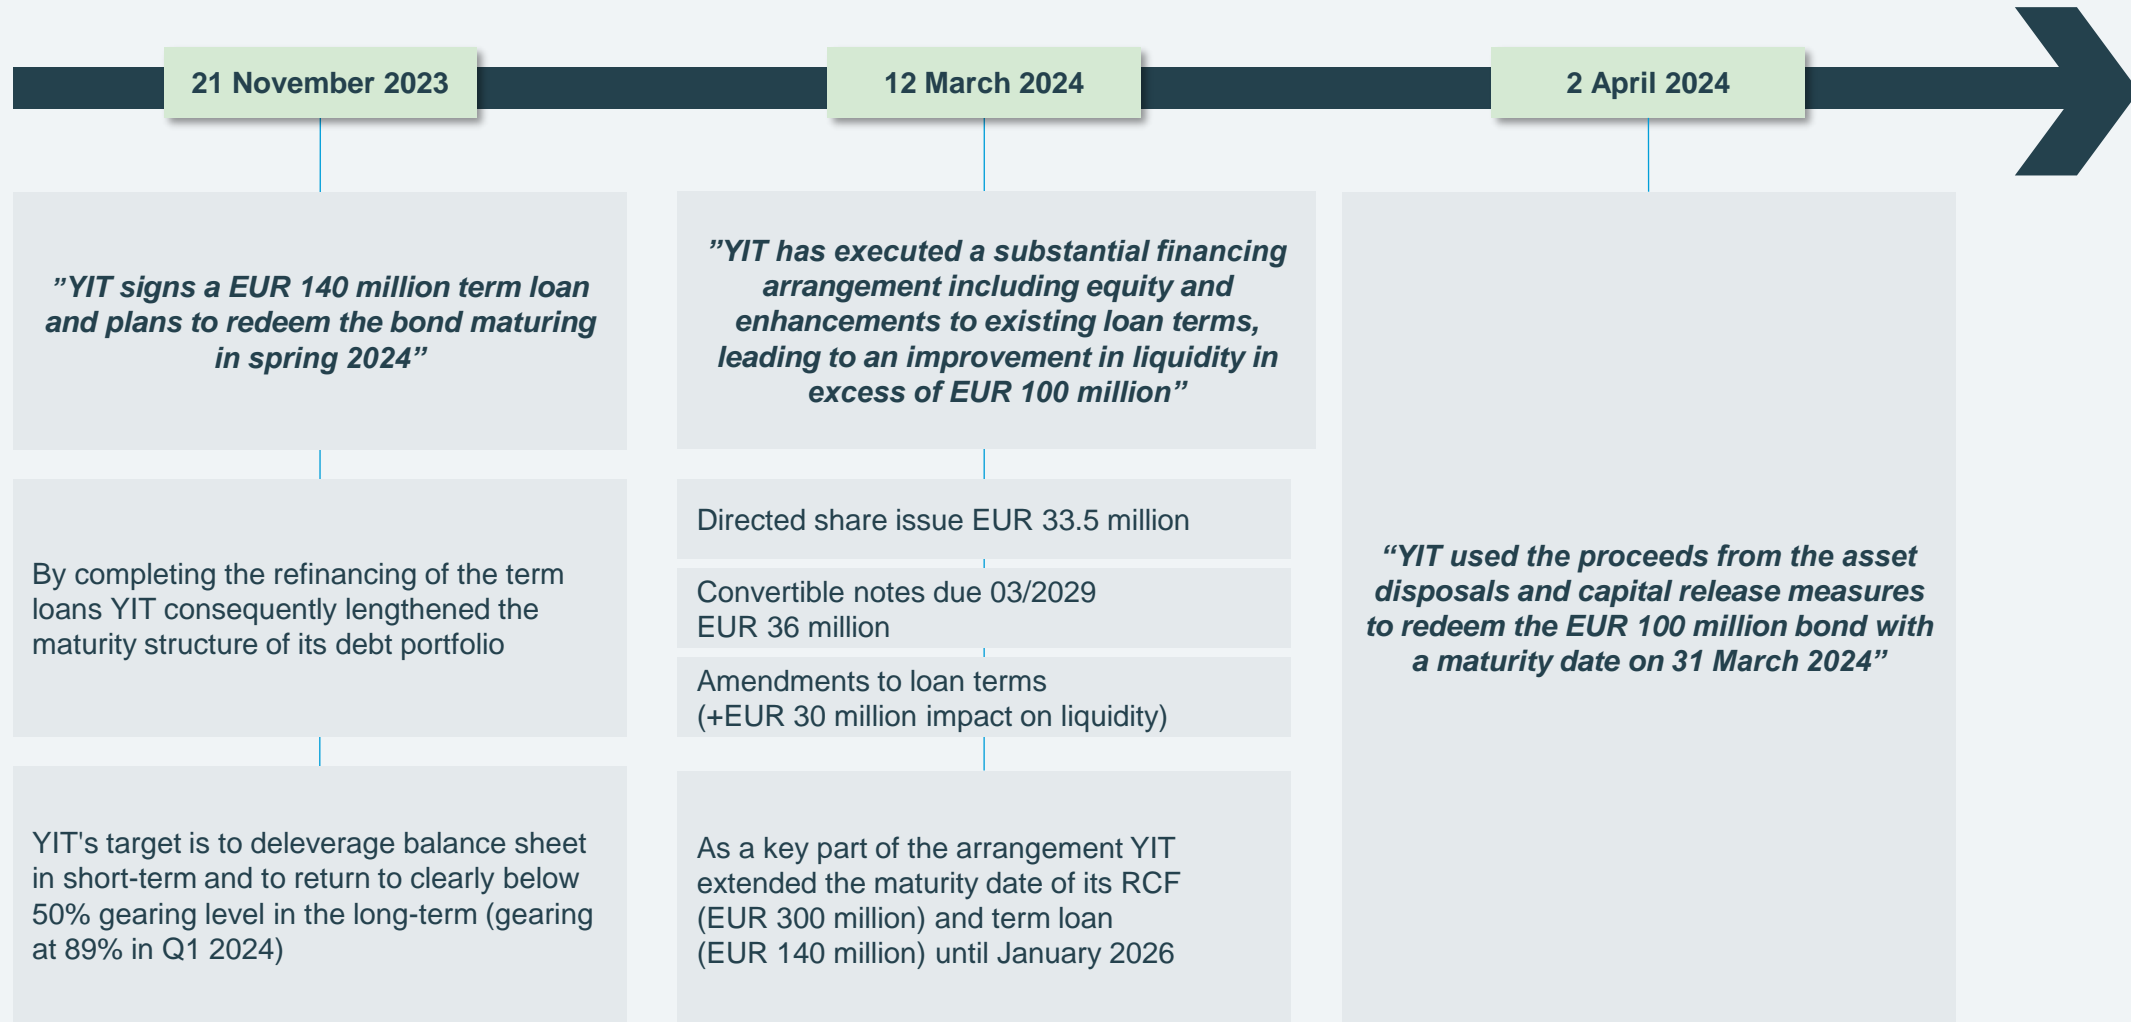 21 November 2023
12 March 2024
2 April 2024
”YIT signs a EUR 140 million term loan
and plans to redeem the bond maturing
in spring 2024”
By completing the refinancing of the term
loans YIT consequently lengthened the
maturity structure of its debt portfolio
YIT's target is to deleverage balance sheet
in short-term and to return to clearly below
50% gearing level in the long-term (gearing
at 89% in Q1 2024)
”YIT has executed a substantial financing
arrangement including equity and
enhancements to existing loan terms,
leading to an improvement in liquidity in
excess of EUR 100 million”
Directed share issue EUR 33.5 million
Convertible notes due 03/2029
EUR 36 million
Amendments to loan terms
(+EUR 30 million impact on liquidity)
As a key part of the arrangement YIT
extended the maturity date of its RCF
(EUR 300 million) and term loan
(EUR 140 million) until January 2026
“YIT used the proceeds from the asset
disposals and capital release measures
to redeem the EUR 100 million bond with
a maturity date on 31 March 2024”